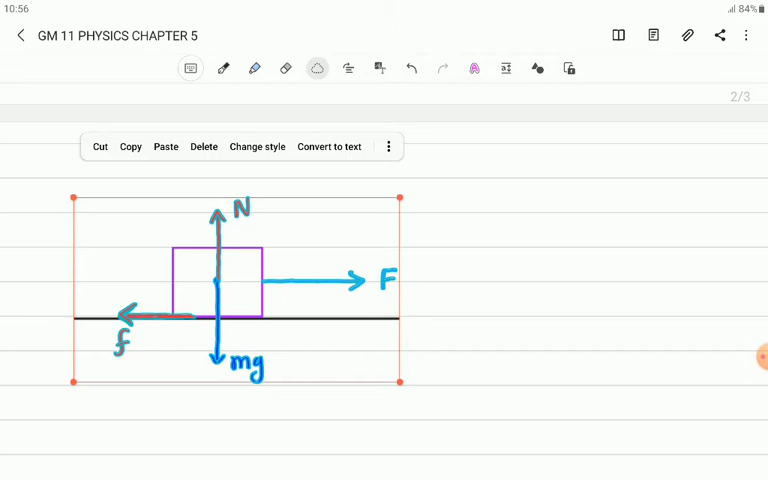 10:56
84%
GM 11 PHYSICS CHAPTER 5
2/3
Cut Copy Paste Delete Change style Convert to text
N
F
f
mg